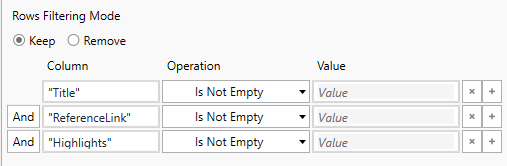 Rows Filtering Mode
Keep Remove
Column Operation Value
"Title" Is Not Empty Value × +
And "ReferenceLink" Is Not Empty Value × +
And "Highlights" Is Not Empty Value × +